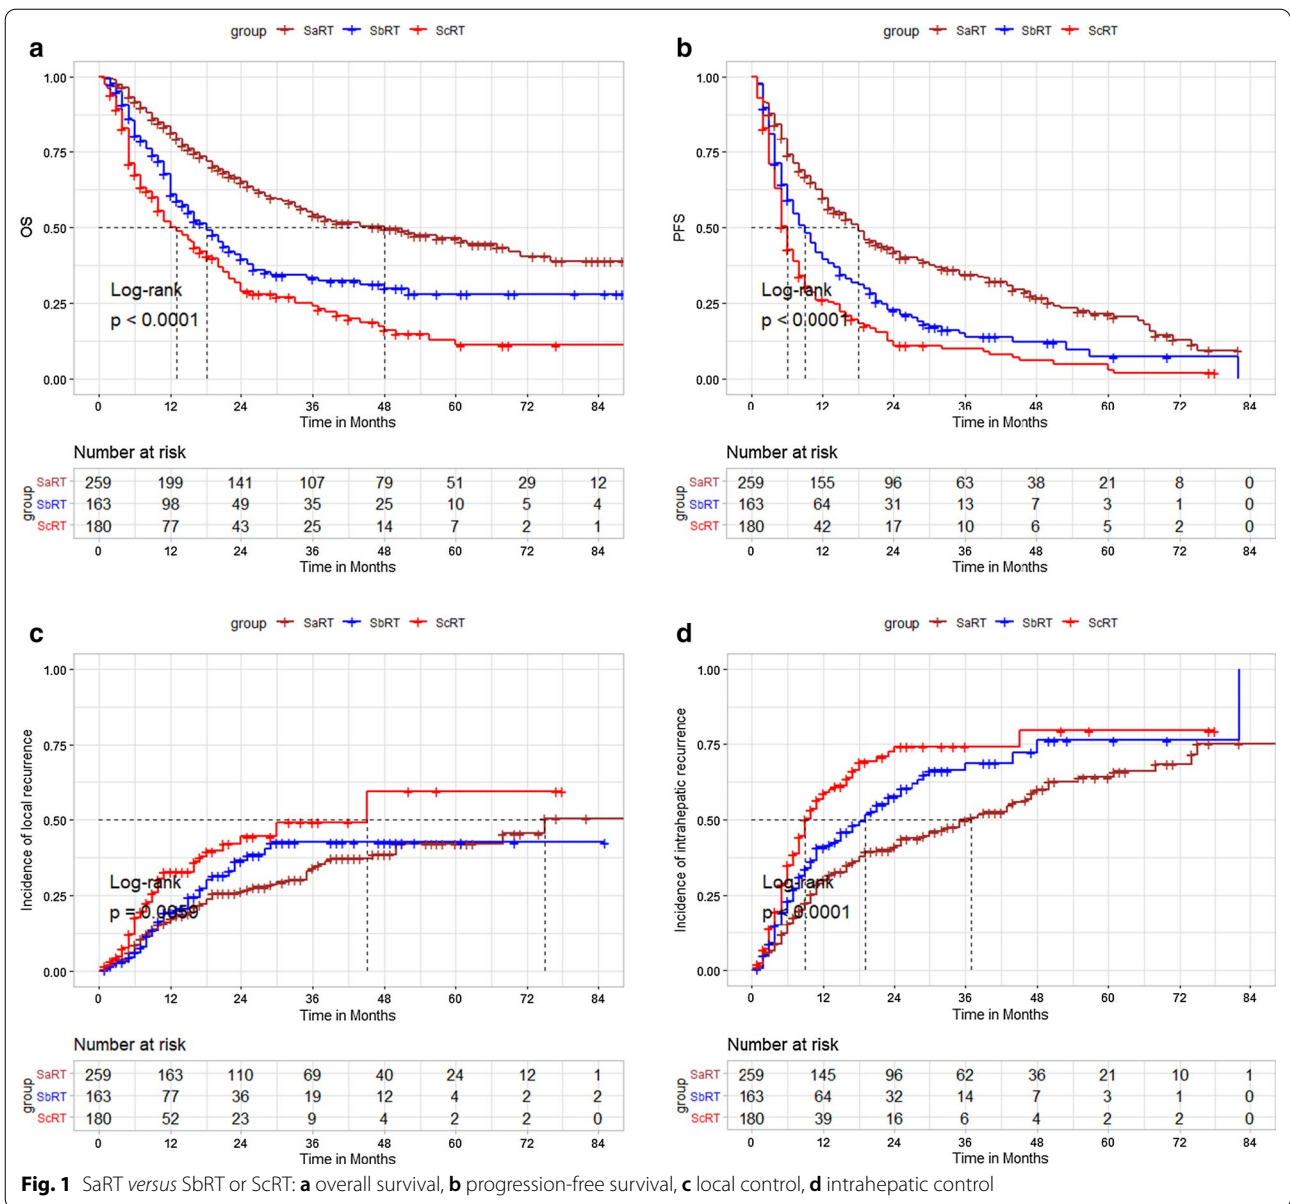 a
group SaRT SbRT ScRT
OS
1.00
0.75
0.50
0.25
0.00
Log-rank
p < 0.0001
0 12 24 36 48 60 72 84
Time in Months
Number at risk
group
SaRT 259 199 141 107 79 51 29 12
SbRT 163 98 49 35 25 10 5 4
ScRT 180 77 43 25 14 7 2 1
0 12 24 36 48 60 72 84
Time in Months
b
group SaRT SbRT ScRT
PFS
1.00
0.75
0.50
0.25
0.00
Log-rank
p < 0.0001
0 12 24 36 48 60 72 84
Time in Months
Number at risk
group
SaRT 259 155 96 63 38 21 8 0
SbRT 163 64 31 13 7 3 1 0
ScRT 180 42 17 10 6 5 2 0
0 12 24 36 48 60 72 84
Time in Months
c
group SaRT SbRT ScRT
Incidence of local recurrence
1.00
0.75
0.50
0.25
0.00
Log-rank
p = 0.0059
0 12 24 36 48 60 72 84
Time in Months
Number at risk
group
SaRT 259 163 110 69 40 24 12 1
SbRT 163 77 36 19 12 4 2 2
ScRT 180 52 23 9 4 2 2 0
0 12 24 36 48 60 72 84
Time in Months
d
group SaRT SbRT ScRT
Incidence of intrahepatic recurrence
1.00
0.75
0.50
0.25
0.00
Log-rank
p < 0.0001
0 12 24 36 48 60 72 84
Time in Months
Number at risk
group
SaRT 259 145 96 62 36 21 10 1
SbRT 163 64 32 14 7 3 1 0
ScRT 180 39 16 6 4 2 2 0
0 12 24 36 48 60 72 84
Time in Months
Fig. 1 SaRT versus SbRT or ScRT: a overall survival, b progression-free survival, c local control, d intrahepatic control